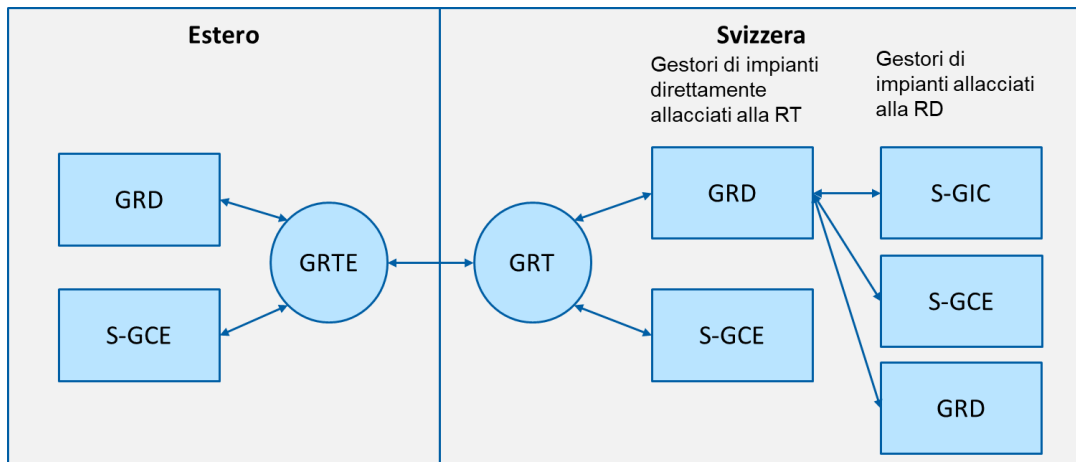 Estero
Svizzera
Gestori di impianti
direttamente
allacciati alla RT
Gestori di
impianti allacciati
alla RD
GRD
S-GCE
GRTE
GRT
GRD
S-GCE
S-GIC
S-GCE
GRD